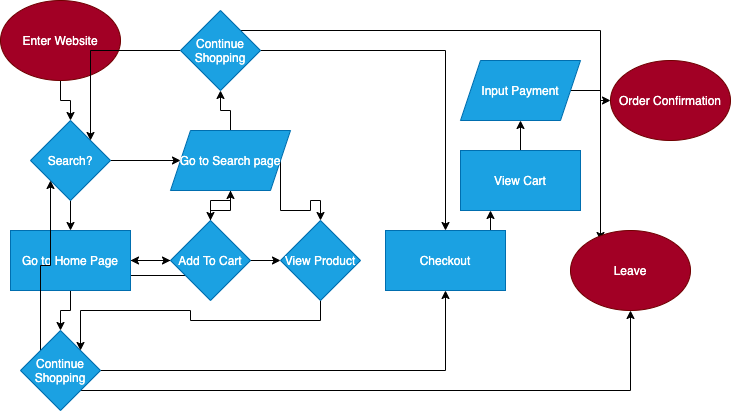 Enter Website
Continue
Shopping
Input Payment
Order Confirmation
Search?
Go to Search page
View Cart
Go to Home Page
Add To Cart
View Product
Checkout
Leave
Continue
Shopping